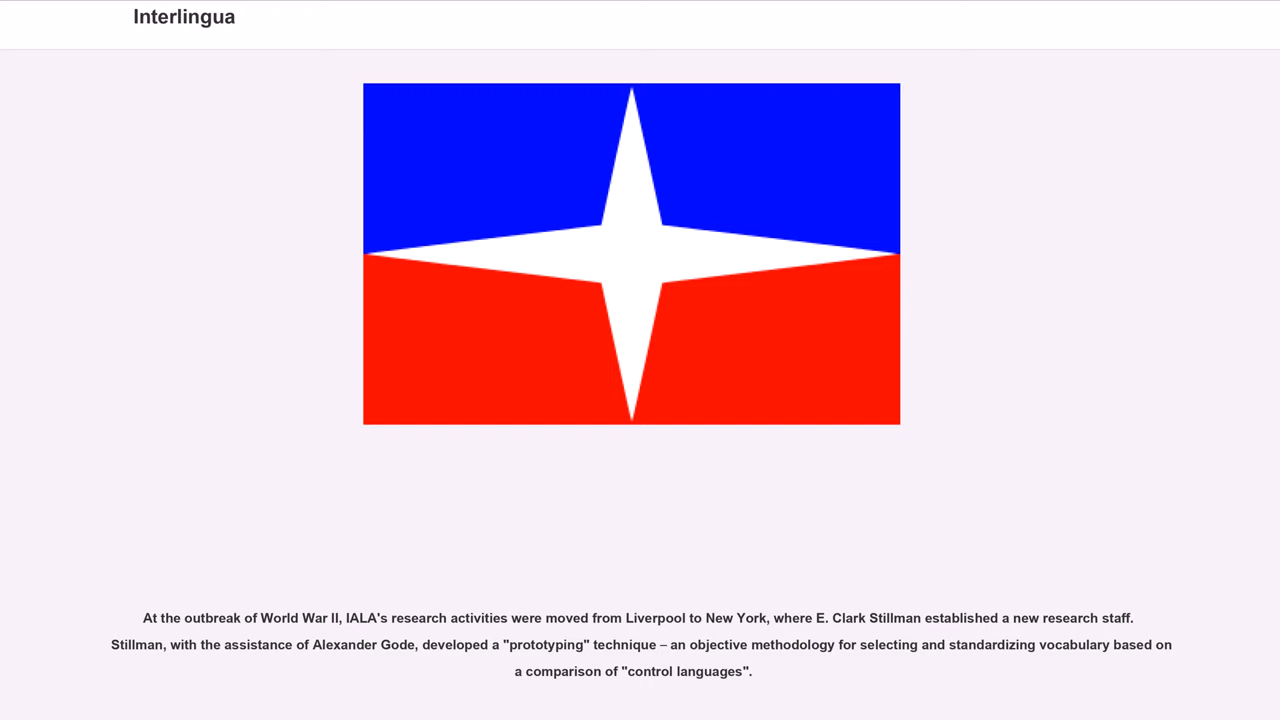 Interlingua
At the outbreak of World War II, IALA's research activities were moved from Liverpool to New York, where E. Clark Stillman established a new research staff.
Stillman, with the assistance of Alexander Gode, developed a "prototyping" technique – an objective methodology for selecting and standardizing vocabulary based on
a comparison of "control languages".